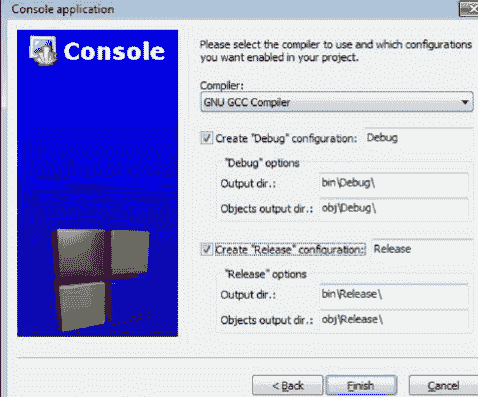 Console application
Console
Please select the compiler to use and which configurations
you want enabled in your project.
Compiler:
GNU GCC Compiler
Create "Debug" configuration: Debug
"Debug" options
Output dir.: bin\Debug\
Objects output dir.: obj\Debug\
Create "Release" configuration: Release
"Release" options
Output dir.: bin\Release\
Objects output dir.: obj\Release\
< Back Finish Cancel